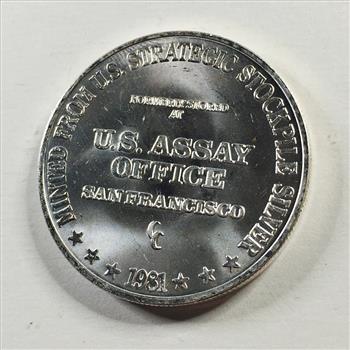 MINTED FROM U.S. STRATEGIC STOCKPILE SILVER
FORMERLY STORED
AT
U.S. ASSAY
OFFICE
SAN FRANCISCO
1981